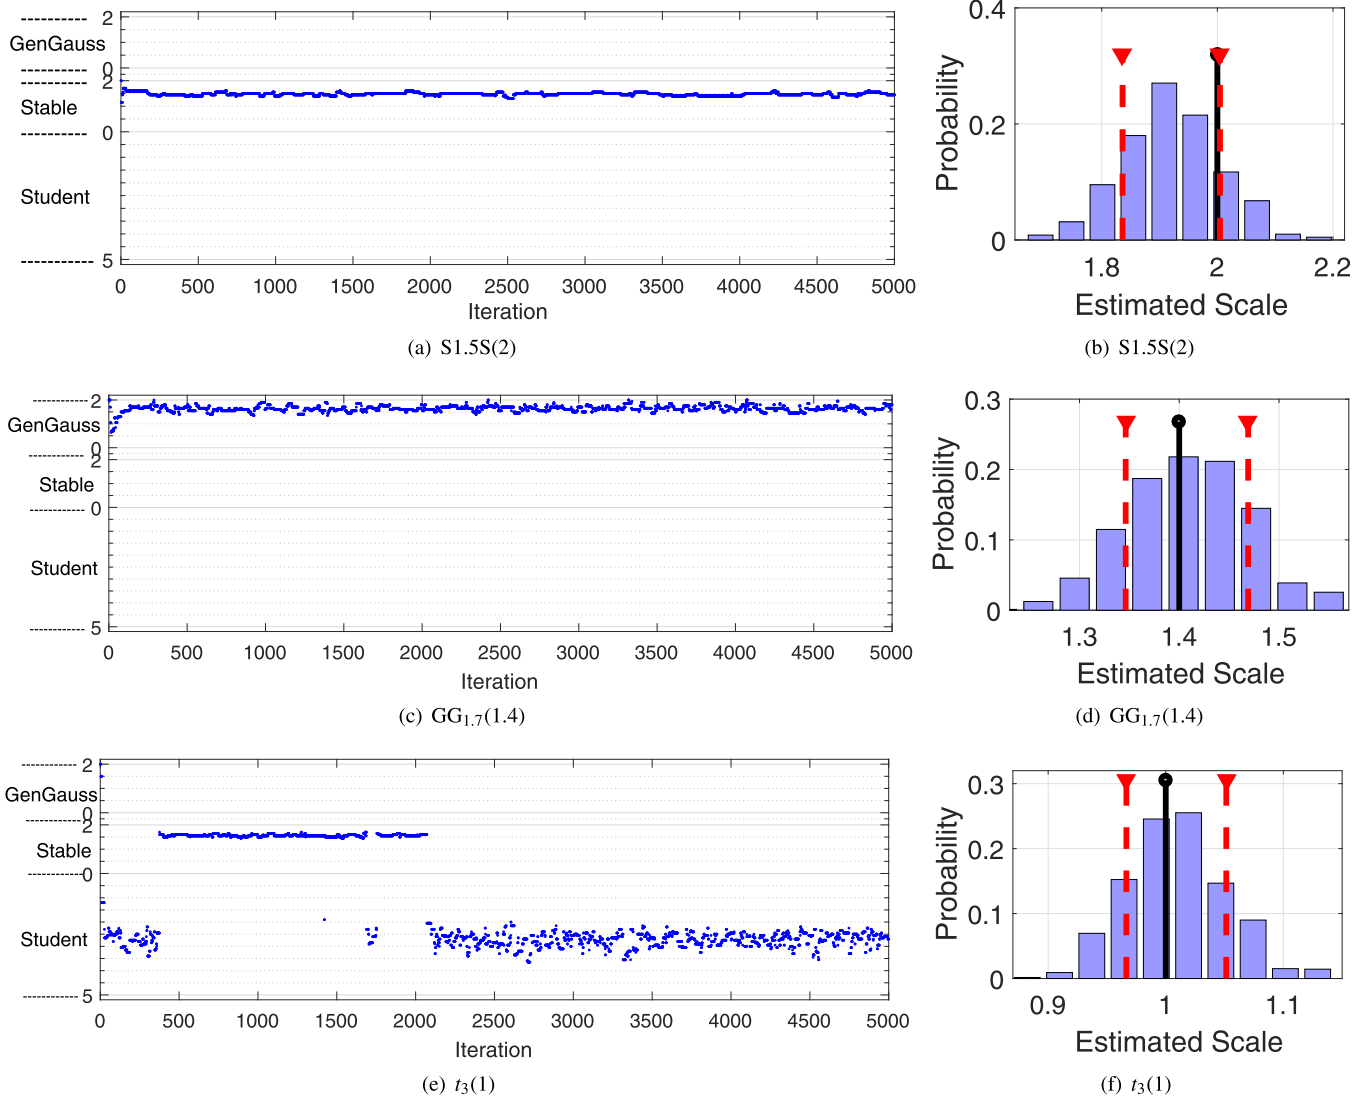 GenGauss
Stable
Student
2
0
2
0
5
0 500 1000 1500 2000 2500 3000 3500 4000 4500 5000
Iteration
(a) S1.5S(2)
Probability
0.4
0.2
0
1.8 2 2.2
Estimated Scale
(b) S1.5S(2)
GenGauss
Stable
Student
2
0
2
0
5
0 500 1000 1500 2000 2500 3000 3500 4000 4500 5000
Iteration
(c) GG1.7(1.4)
Probability
0.3
0.2
0.1
0
1.3 1.4 1.5
Estimated Scale
(d) GG1.7(1.4)
GenGauss
Stable
Student
2
0
2
0
5
0 500 1000 1500 2000 2500 3000 3500 4000 4500 5000
Iteration
(e) t3(1)
Probability
0.3
0.2
0.1
0
0.9 1 1.1
Estimated Scale
(f) t3(1)